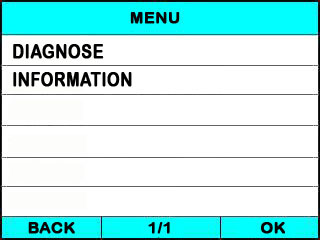 MENU
DIAGNOSE
INFORMATION
BACK 1/1 OK